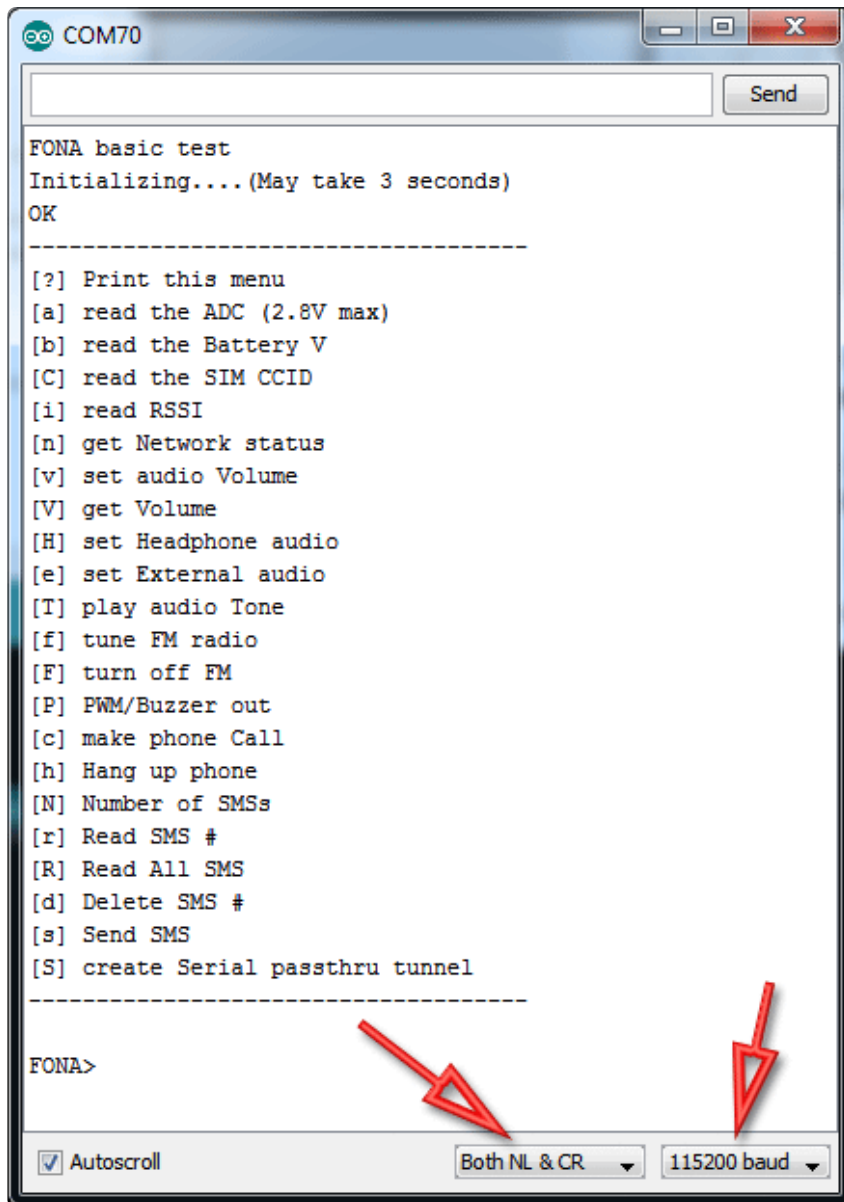 COM70
Send
FONA basic test
Initializing....(May take 3 seconds)
OK
-------------------------------------
[?] Print this menu
[a] read the ADC (2.8V max)
[b] read the Battery V
[C] read the SIM CCID
[i] read RSSI
[n] get Network status
[v] set audio Volume
[V] get Volume
[H] set Headphone audio
[e] set External audio
[T] play audio Tone
[f] tune FM radio
[F] turn off FM
[P] PWM/Buzzer out
[c] make phone Call
[h] Hang up phone
[N] Number of SMSs
[r] Read SMS #
[R] Read All SMS
[d] Delete SMS #
[s] Send SMS
[S] create Serial passthru tunnel
-------------------------------------
FONA>
Autoscroll Both NL & CR 115200 baud